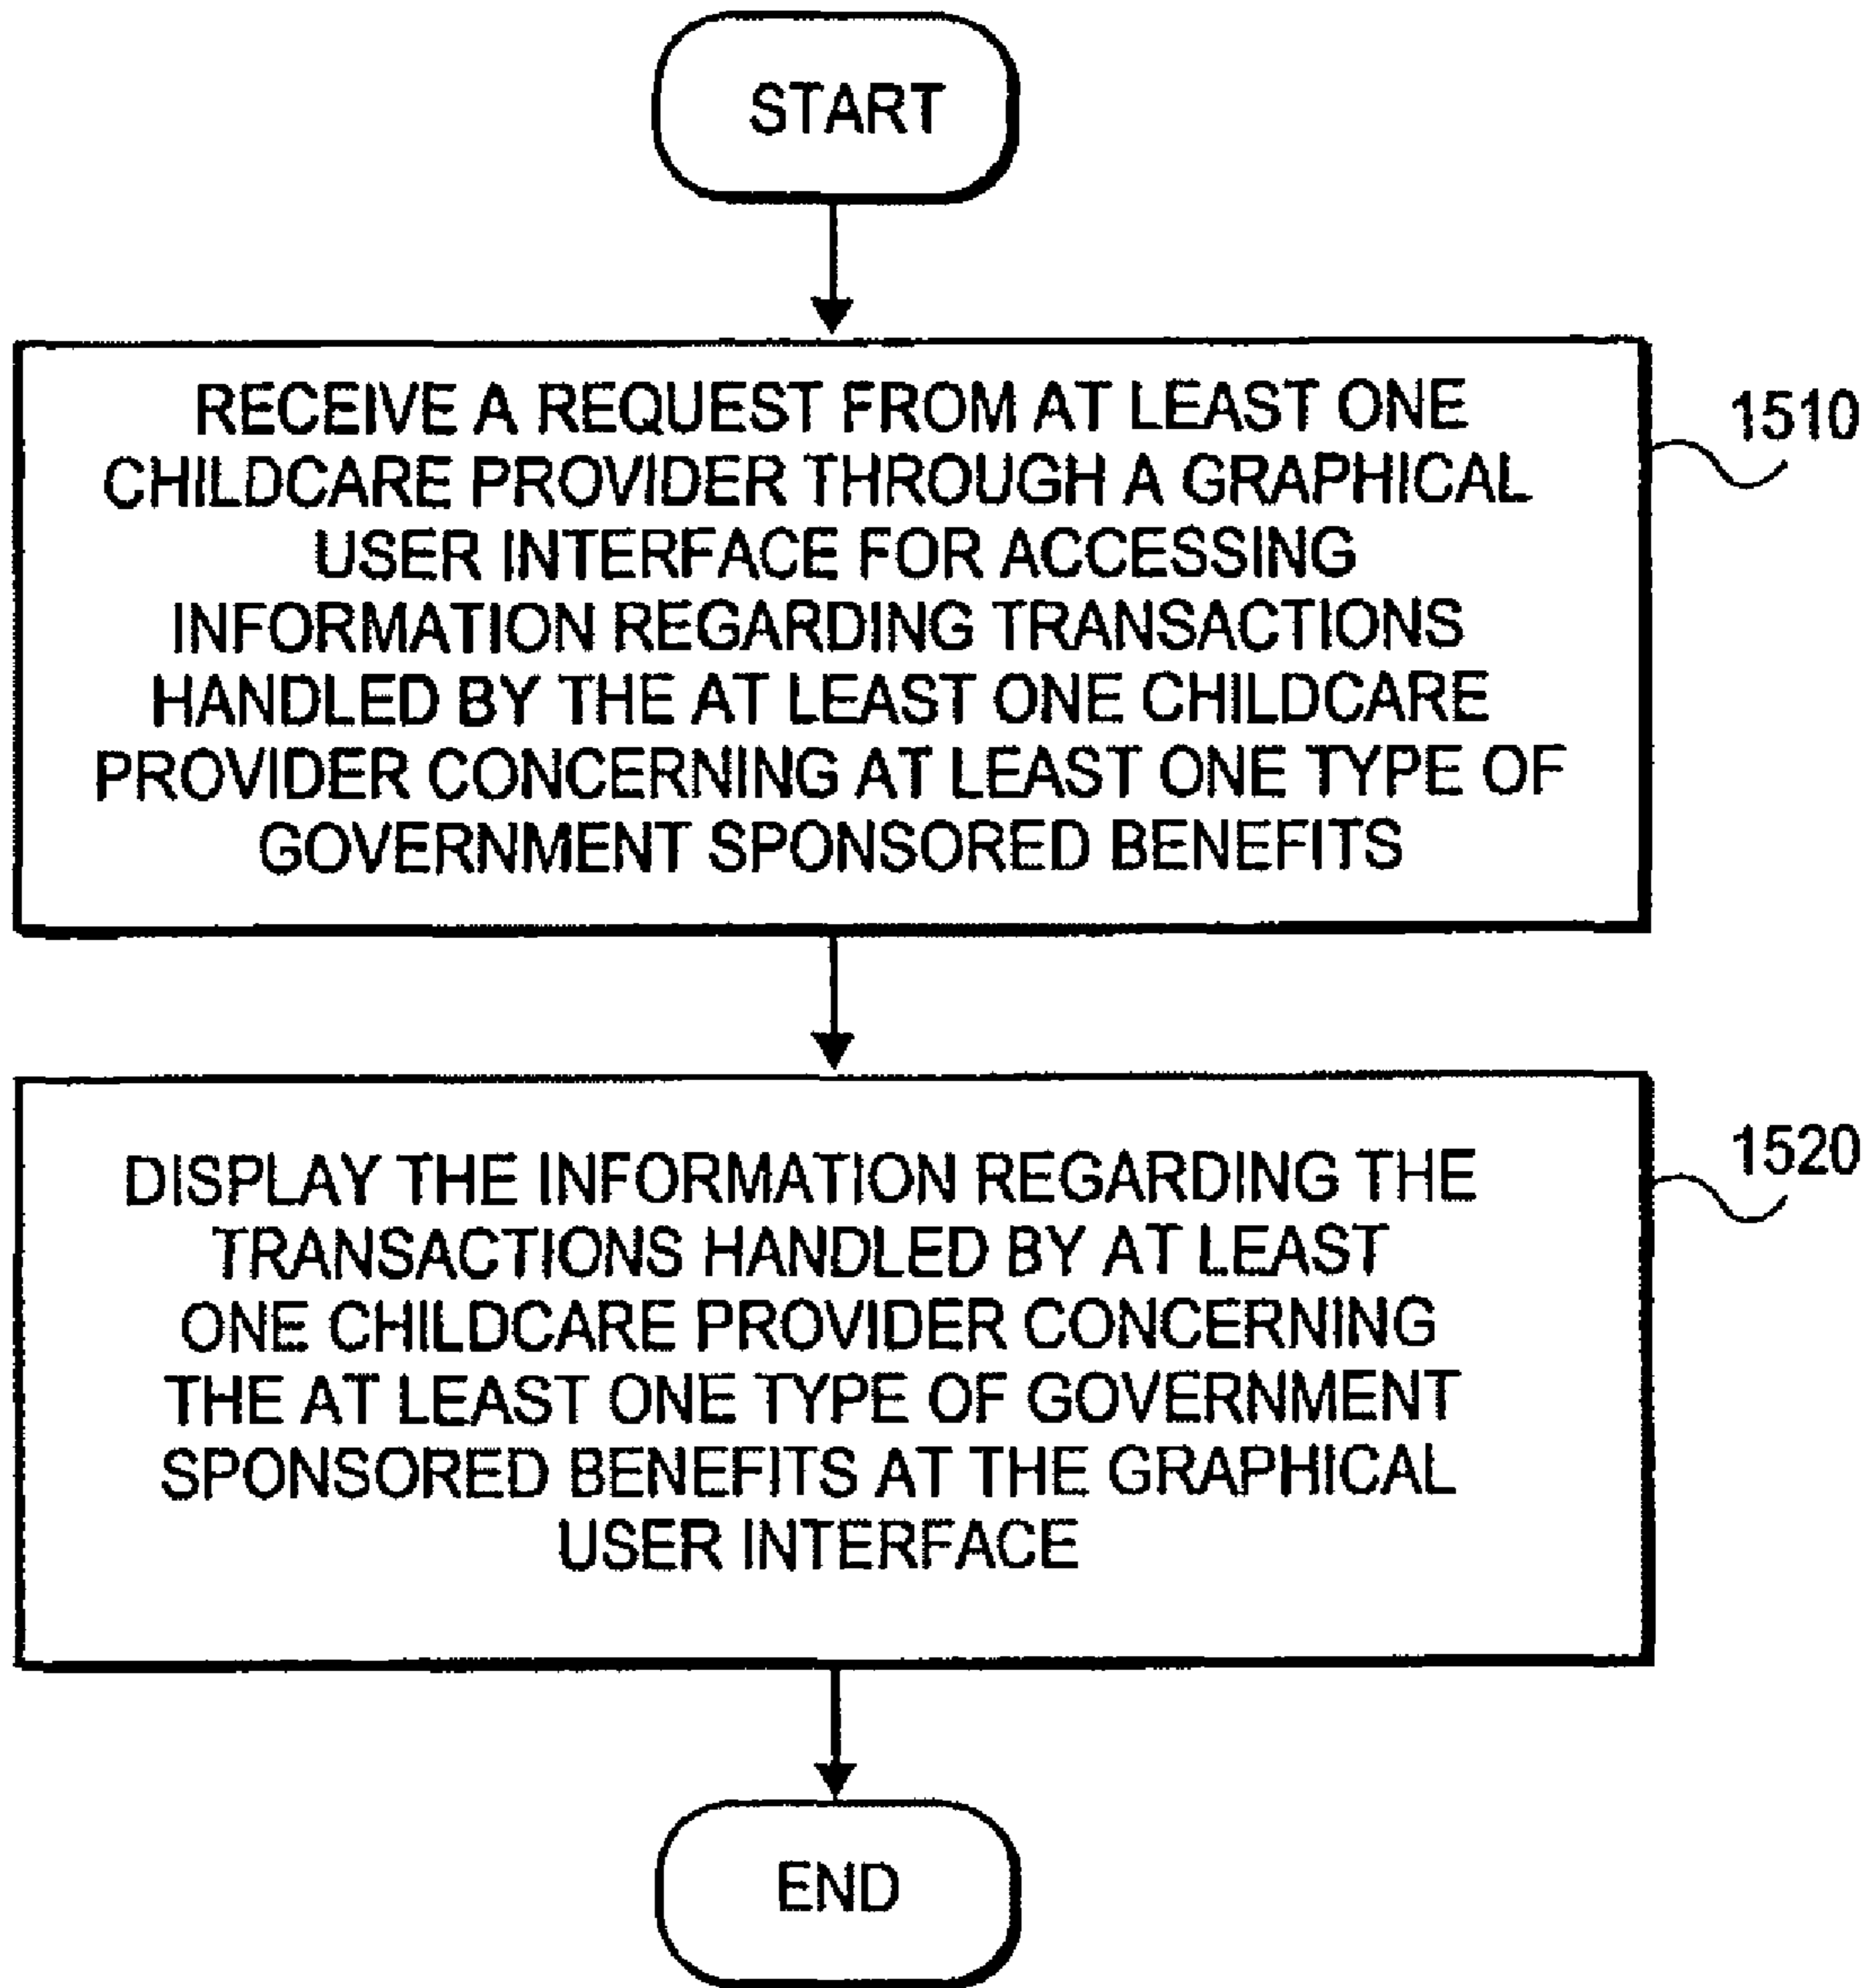 START
RECEIVE A REQUEST FROM AT LEAST ONE
CHILDCARE PROVIDER THROUGH A GRAPHICAL
USER INTERFACE FOR ACCESSING
INFORMATION REGARDING TRANSACTIONS
HANDLED BY THE AT LEAST ONE CHILDCARE
PROVIDER CONCERNING AT LEAST ONE TYPE OF
GOVERNMENT SPONSORED BENEFITS
1510
DISPLAY THE INFORMATION REGARDING THE
TRANSACTIONS HANDLED BY AT LEAST
ONE CHILDCARE PROVIDER CONCERNING
THE AT LEAST ONE TYPE OF GOVERNMENT
SPONSORED BENEFITS AT THE GRAPHICAL
USER INTERFACE
1520
END